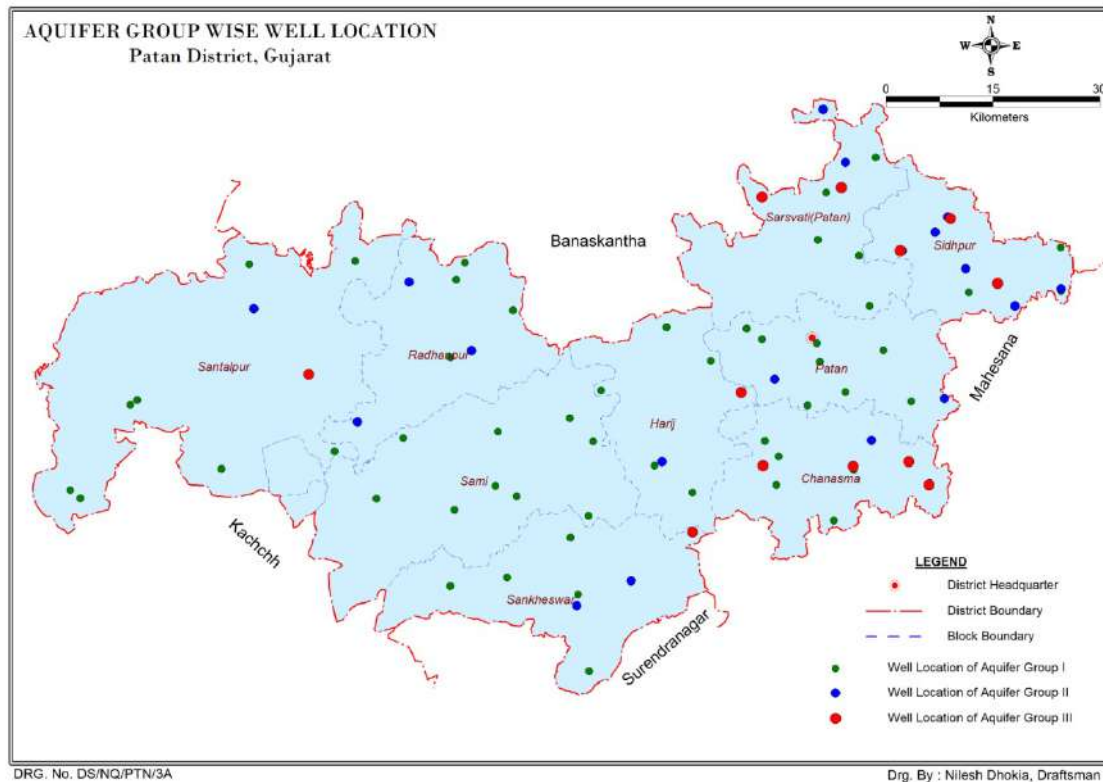 AQUIFER GROUP WISE WELL LOCATION
Patan District, Gujarat
N
W E
S
0 15 30
Kilometers
Sarsvati(Patan)
Banaskantha
Sidhpur
Radhanpur
Santalpur
Patan
Mahesana
Harij
Sami
Chanasma
Kachchh
Sankheswar
Surendranagar
LEGEND
District Headquarter
District Boundary
Block Boundary
Well Location of Aquifer Group I
Well Location of Aquifer Group II
Well Location of Aquifer Group III
DRG. No. DS/NQ/PTN/3A
Drg. By : Nilesh Dhokia, Draftsman